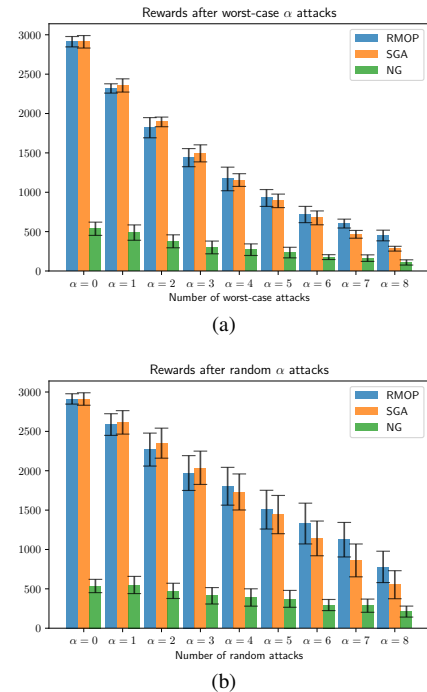 Rewards after worst-case α attacks
3000
2500
2000
1500
1000
500
0
RMOP
SGA
NG
α = 0 α = 1 α = 2 α = 3 α = 4 α = 5 α = 6 α = 7 α = 8
Number of worst-case attacks
(a)
Rewards after random α attacks
3000
2500
2000
1500
1000
500
0
RMOP
SGA
NG
α = 0 α = 1 α = 2 α = 3 α = 4 α = 5 α = 6 α = 7 α = 8
Number of random attacks
(b)